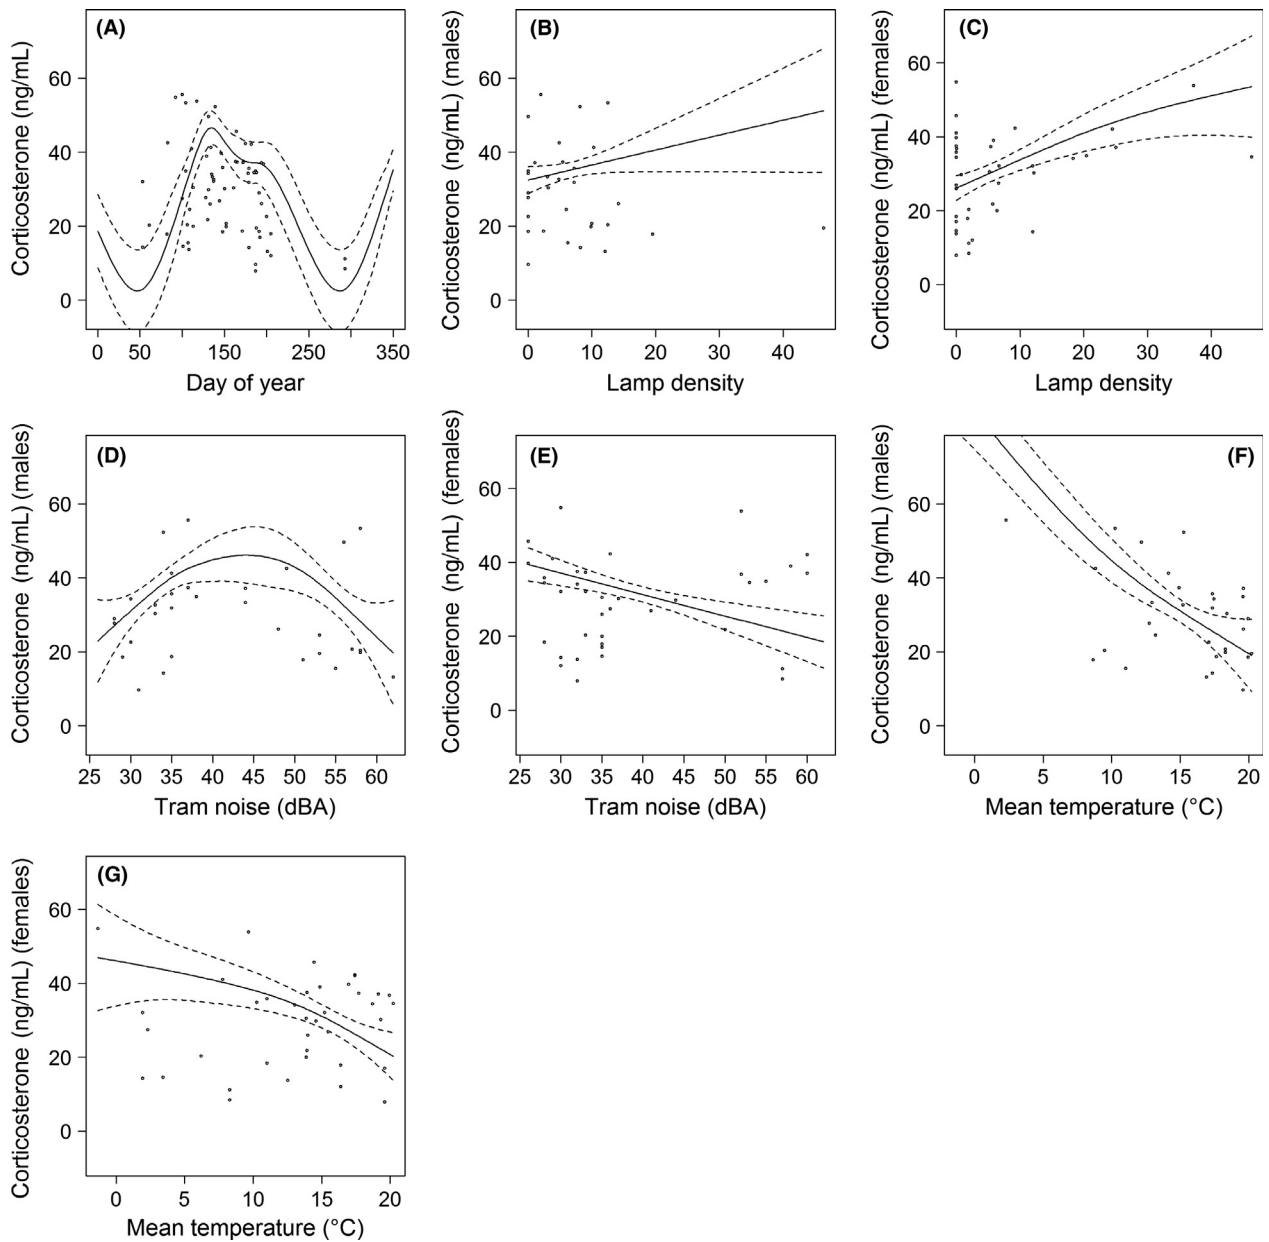 (A)
Corticosterone (ng/mL)
60
40
20
0
0 50 150 250 350
Day of year
(B)
Corticosterone (ng/mL) (males)
60
40
20
0
0 10 20 30 40
Lamp density
(C)
Corticosterone (ng/mL) (females)
60
40
20
0
0 10 20 30 40
Lamp density
(D)
Corticosterone (ng/mL) (males)
60
40
20
0
25 30 35 40 45 50 55 60
Tram noise (dBA)
(E)
Corticosterone (ng/mL) (females)
60
40
20
0
25 30 35 40 45 50 55 60
Tram noise (dBA)
(F)
Corticosterone (ng/mL) (males)
60
40
20
0
0 5 10 15 20
Mean temperature (°C)
(G)
Corticosterone (ng/mL) (females)
60
40
20
0
0 5 10 15 20
Mean temperature (°C)